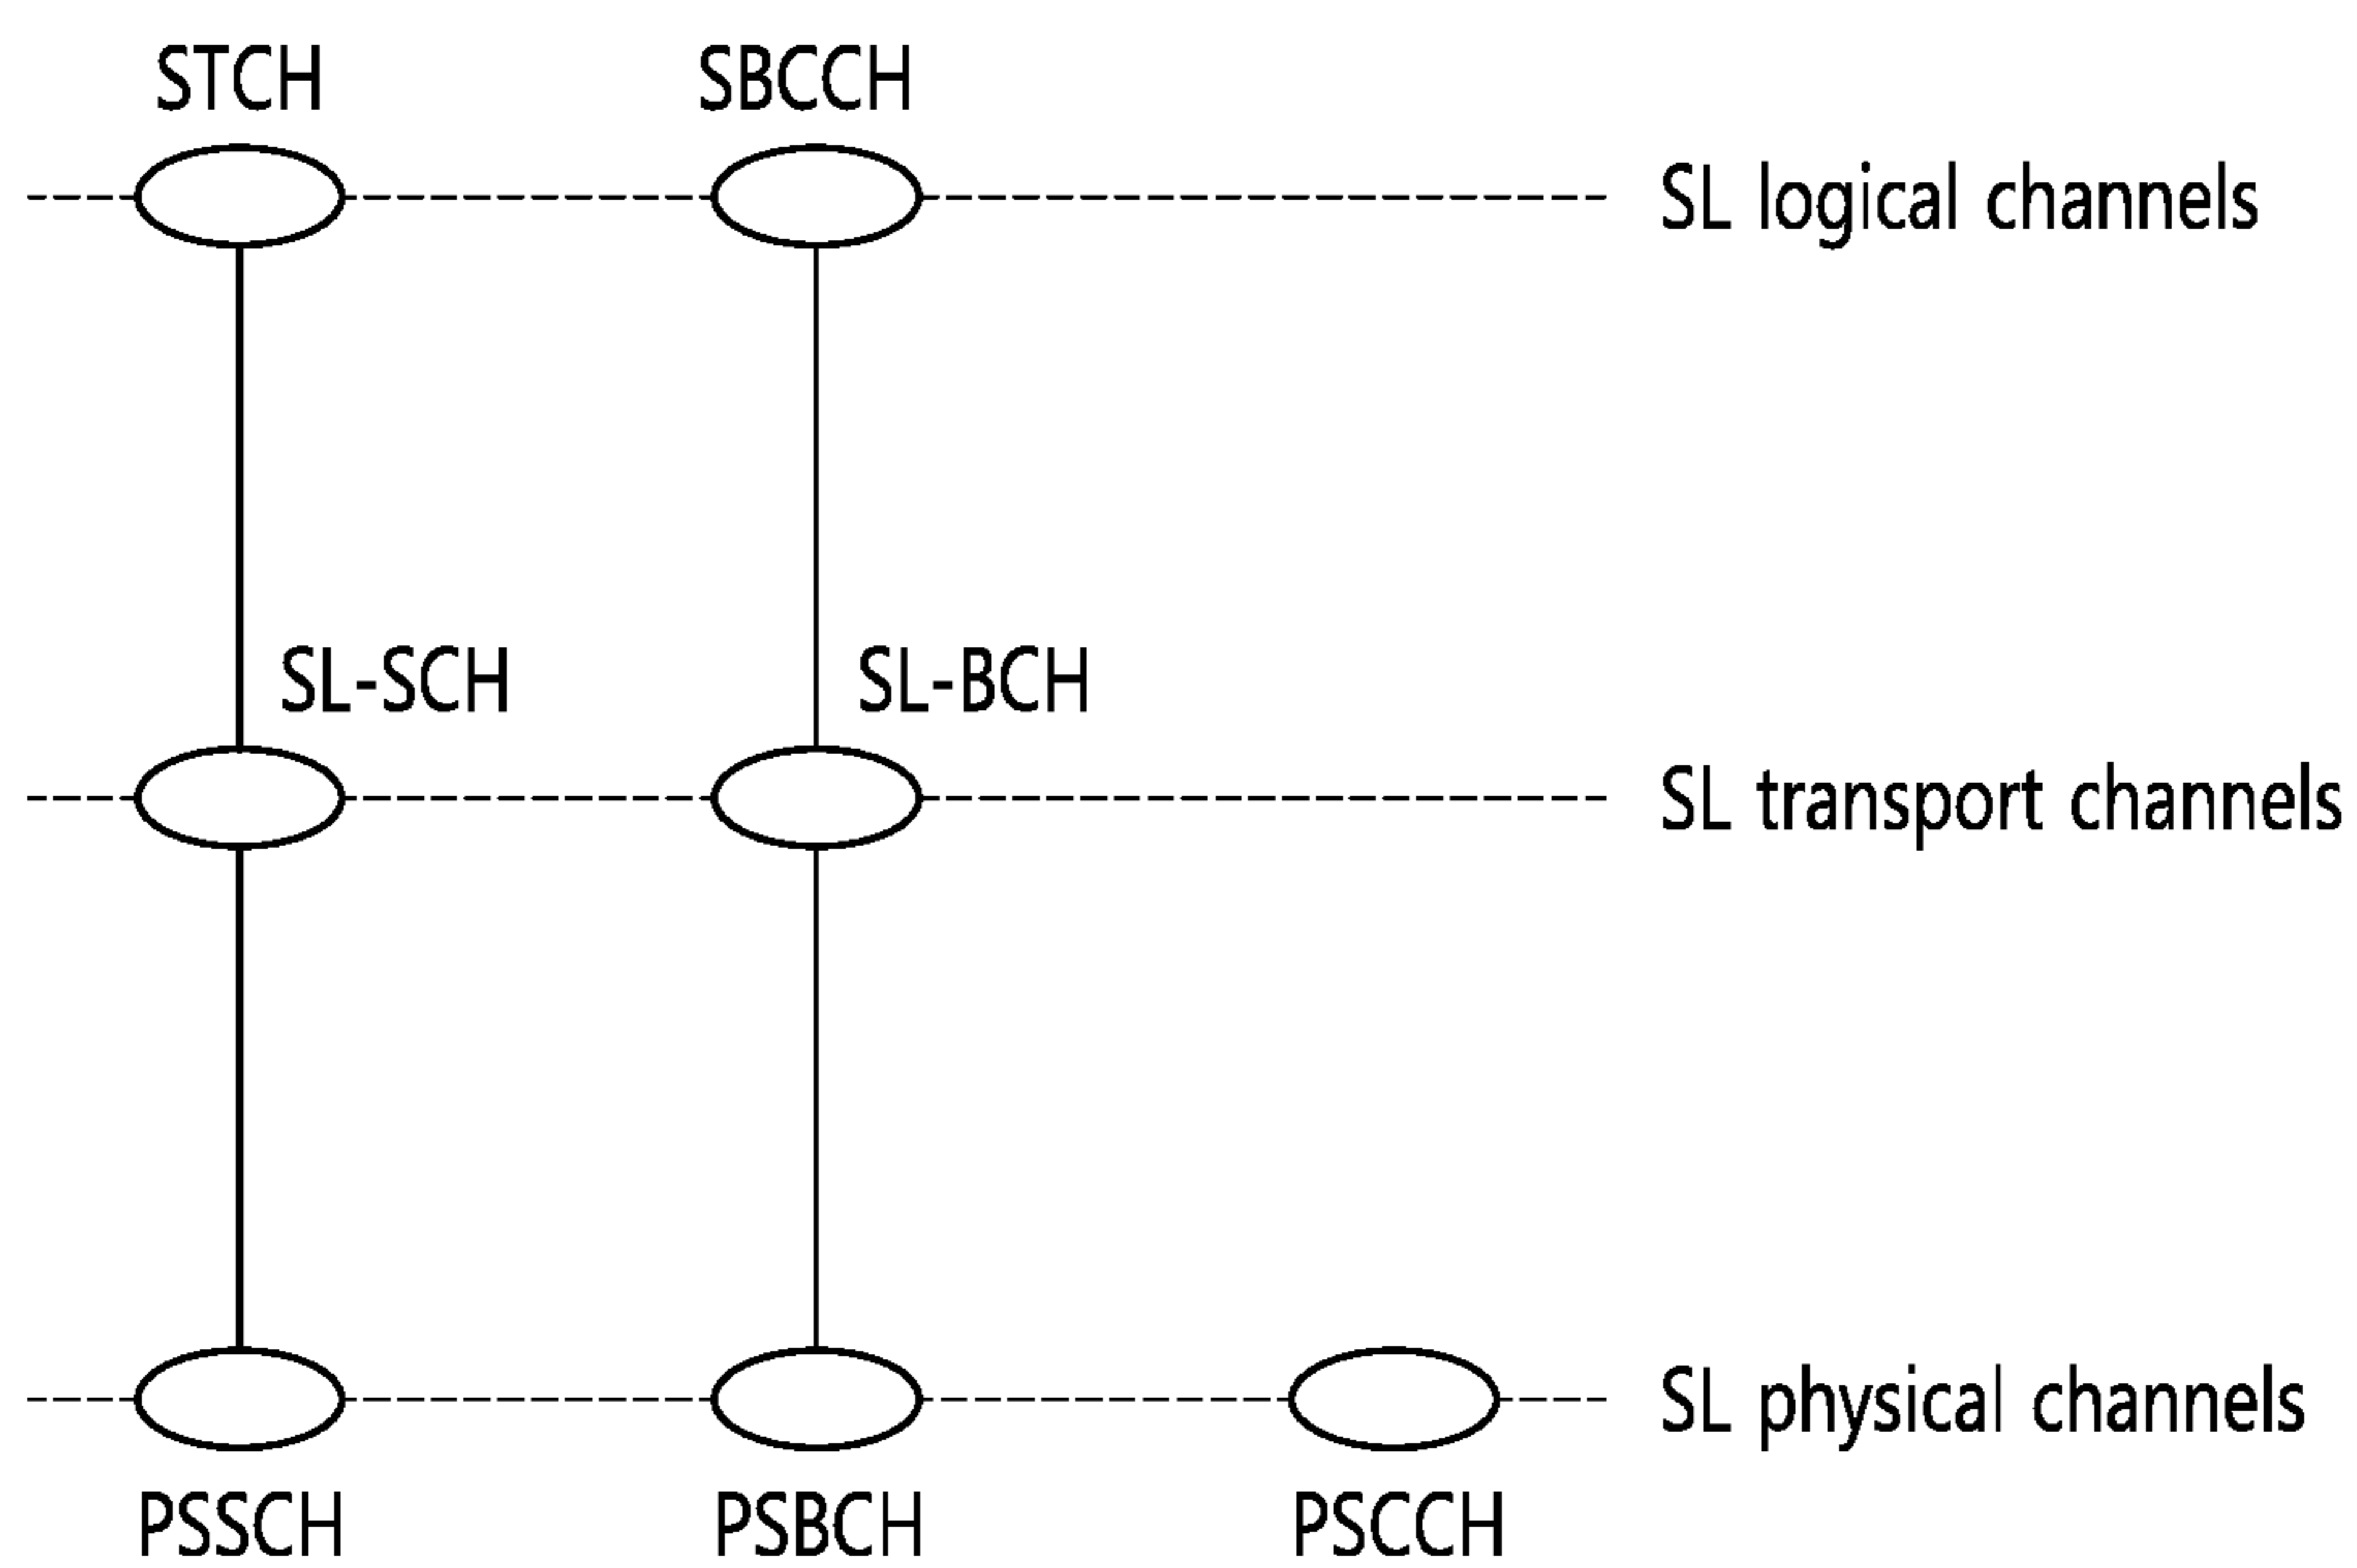 STCH SBCCH
SL logical channels
SL-SCH SL-BCH
SL transport channels
SL physical channels
PSSCH PSBCH PSCCH